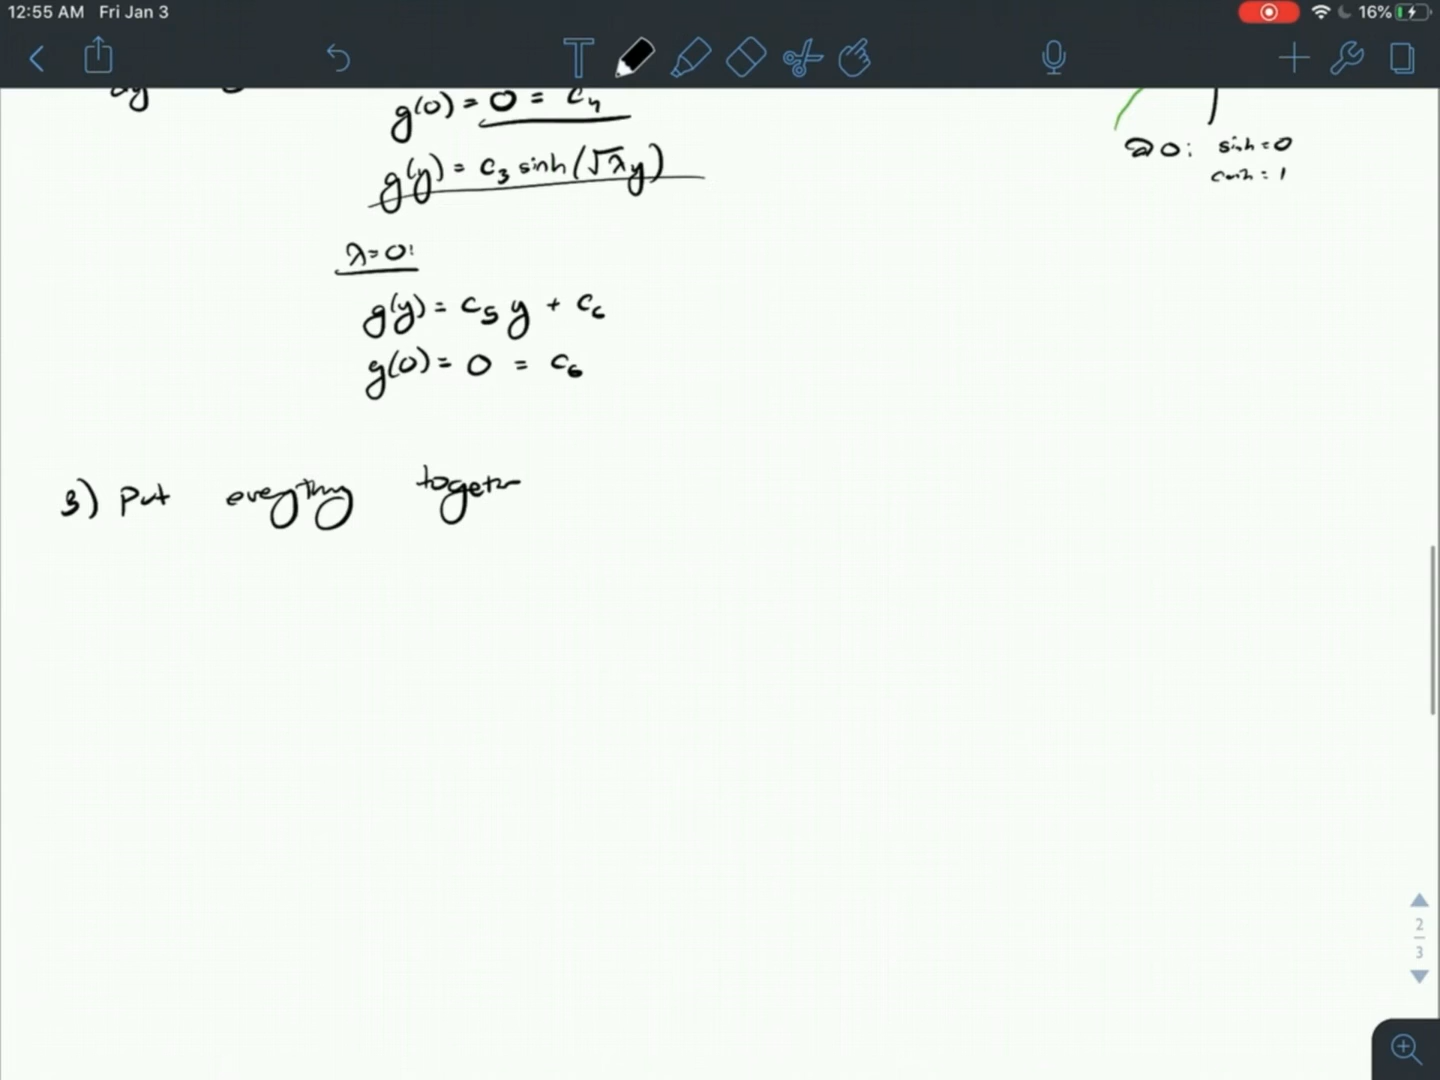 12:55 AM Fri Jan 3
16%
T
g(0) = 0 = c₄
g(y) = c₃ sinh(√λy)
@ 0: sinh = 0
cosh = 1
λ=0:
g(y) = c₅ y + c₆
g(0) = 0 = c₆
3) Put everything together
2
3